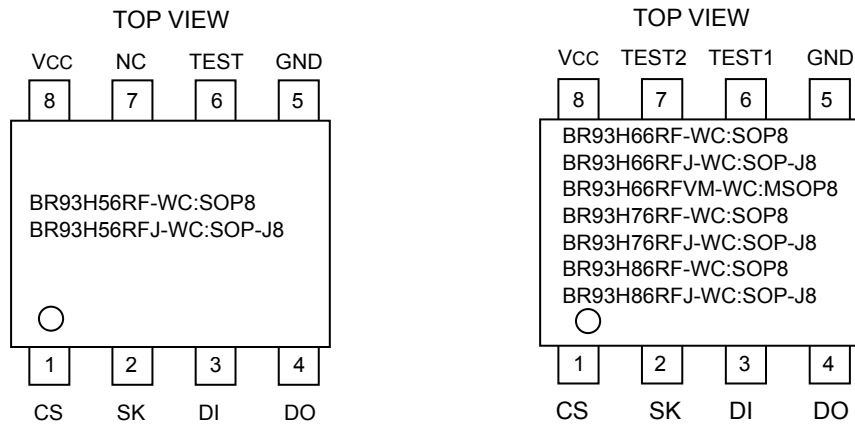 TOP VIEW
VCC NC TEST GND
8 7 6 5
BR93H56RF-WC:SOP8
BR93H56RFJ-WC:SOP-J8
1 2 3 4
CS SK DI DO
TOP VIEW
VCC TEST2 TEST1 GND
8 7 6 5
BR93H66RF-WC:SOP8
BR93H66RFJ-WC:SOP-J8
BR93H66RFVM-WC:MSOP8
BR93H76RF-WC:SOP8
BR93H76RFJ-WC:SOP-J8
BR93H86RF-WC:SOP8
BR93H86RFJ-WC:SOP-J8
1 2 3 4
CS SK DI DO